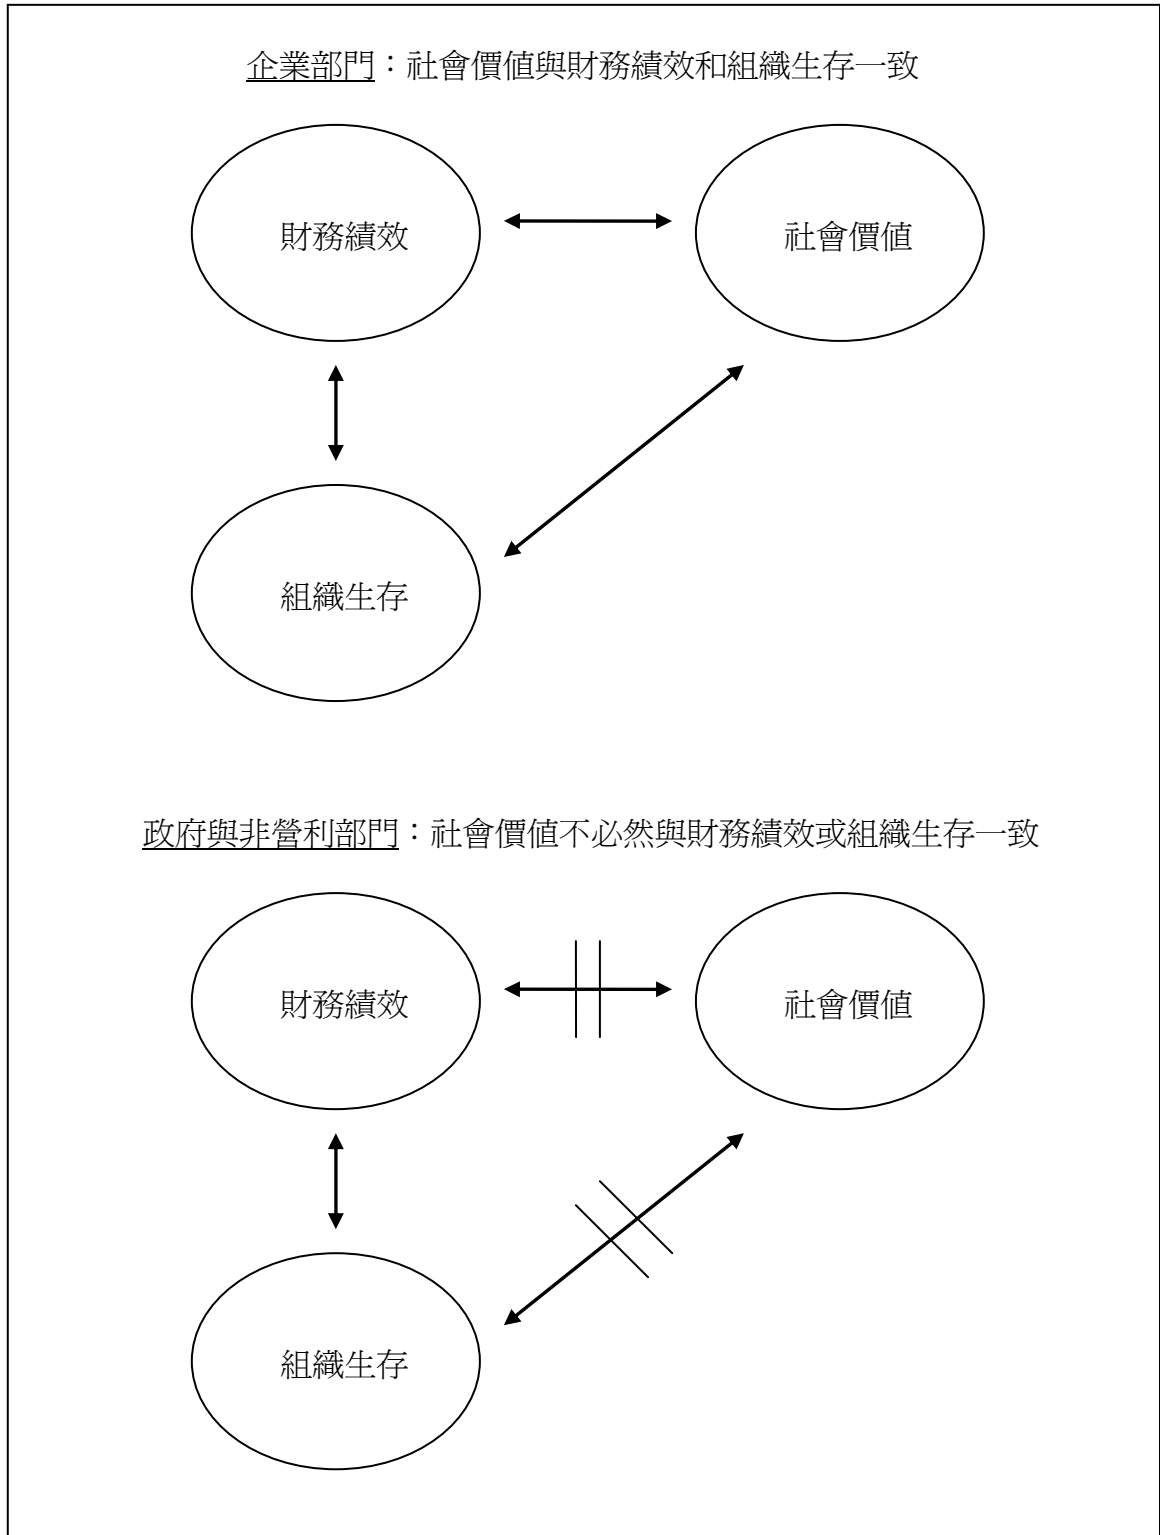 企業部門：社會價值與財務績效和組織生存一致
財務績效
社會價值
組織生存
政府與非營利部門：社會價值不必然與財務績效或組織生存一致
財務績效
社會價值
組織生存